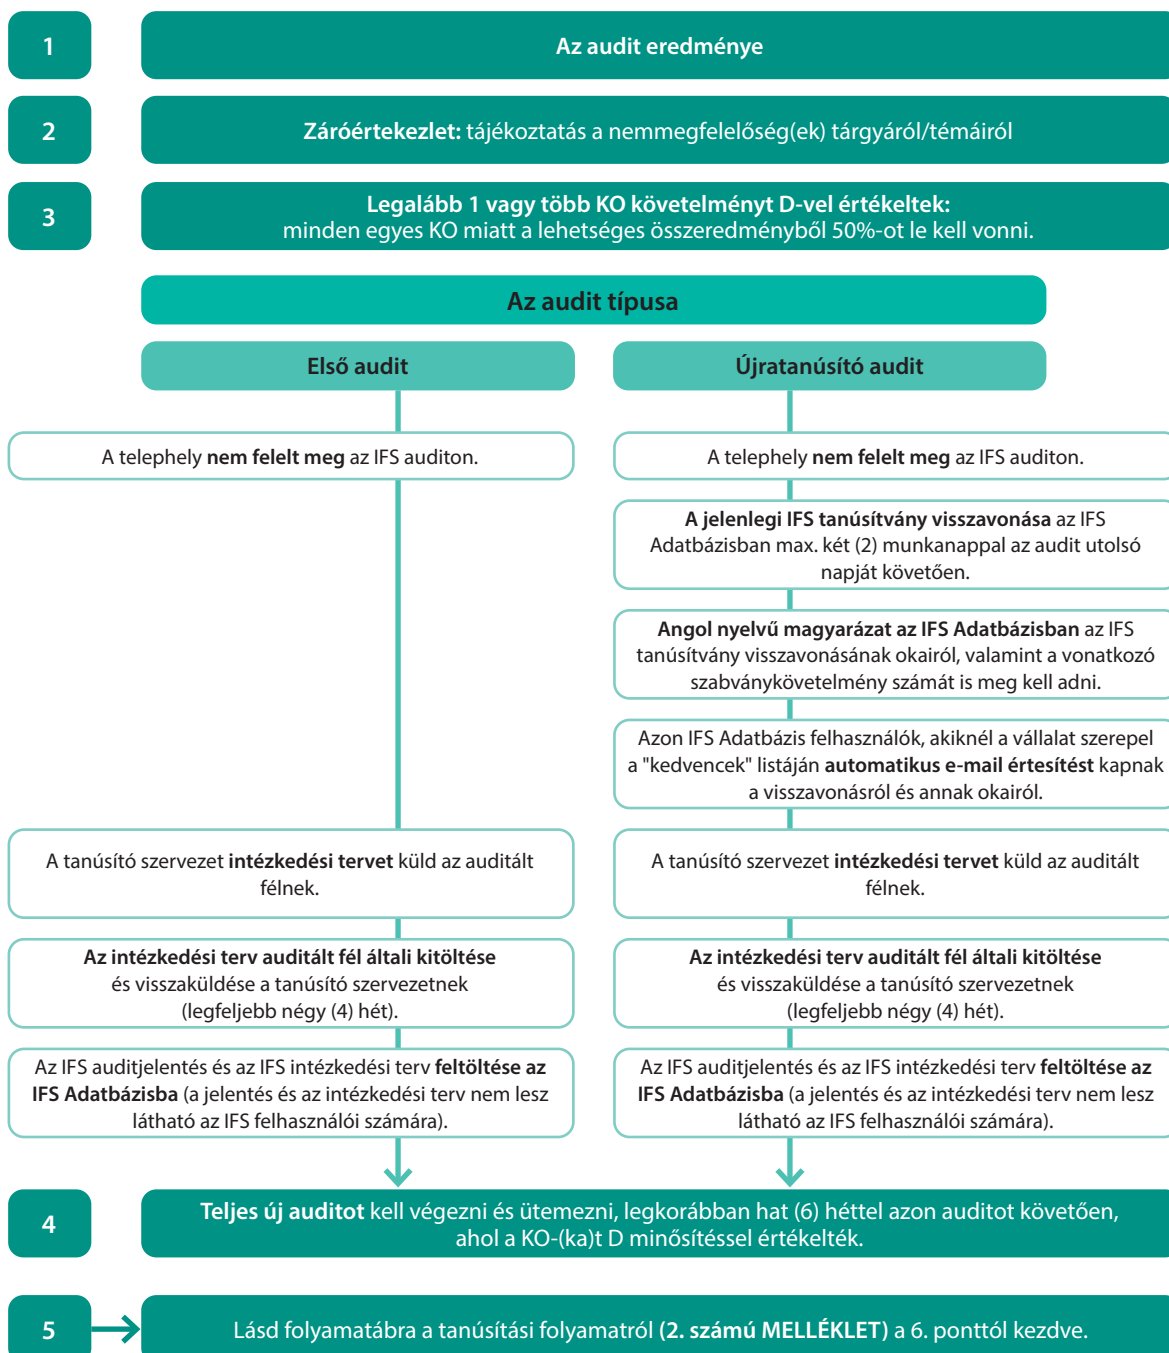 1
Az audit eredménye
2
Záróértekezlet: tájékoztatás a nemmegfelelőség(ek) tárgyáról/témáiról
3
Legalább 1 vagy több KO követelményt D-vel értékeltek:
minden egyes KO miatt a lehetséges összeredményből 50%-ot le kell vonni.
Az audit típusa
Első audit
A telephely nem felelt meg az IFS auditon.
A tanúsító szervezet intézkedési tervet küld az auditált
félnek.
Az intézkedési terv auditált fél általi kitöltése
és visszaküldése a tanúsító szervezetnek
(legfeljebb négy (4) hét).
Az IFS auditjelentés és az IFS intézkedési terv feltöltése az
IFS Adatbázisba (a jelentés és az intézkedési terv nem lesz
látható az IFS felhasználói számára).
Újratanúsító audit
A telephely nem felelt meg az IFS auditon.
A jelenlegi IFS tanúsítvány visszavonása az IFS
Adatbázisban max. két (2) munkanappal az audit utolsó
napját követően.
Angol nyelvű magyarázat az IFS Adatbázisban az IFS
tanúsítvány visszavonásának okairól, valamint a vonatkozó
szabványkövetelmény számát is meg kell adni.
Azon IFS Adatbázis felhasználók, akiknél a vállalat szerepel
a "kedvencek" listáján automatikus e-mail értesítést kapnak
a visszavonásról és annak okairól.
A tanúsító szervezet intézkedési tervet küld az auditált
félnek.
Az intézkedési terv auditált fél általi kitöltése
és visszaküldése a tanúsító szervezetnek
(legfeljebb négy (4) hét).
Az IFS auditjelentés és az IFS intézkedési terv feltöltése az
IFS Adatbázisba (a jelentés és az intézkedési terv nem lesz
látható az IFS felhasználói számára).
4
Teljes új auditot kell végezni és ütemezni, legkorábban hat (6) héttel azon auditot követően,
ahol a KO-(ka)t D minősítéssel értékelték.
5
Lásd folyamatábra a tanúsítási folyamatról (2. számú MELLÉKLET) a 6. ponttól kezdve.